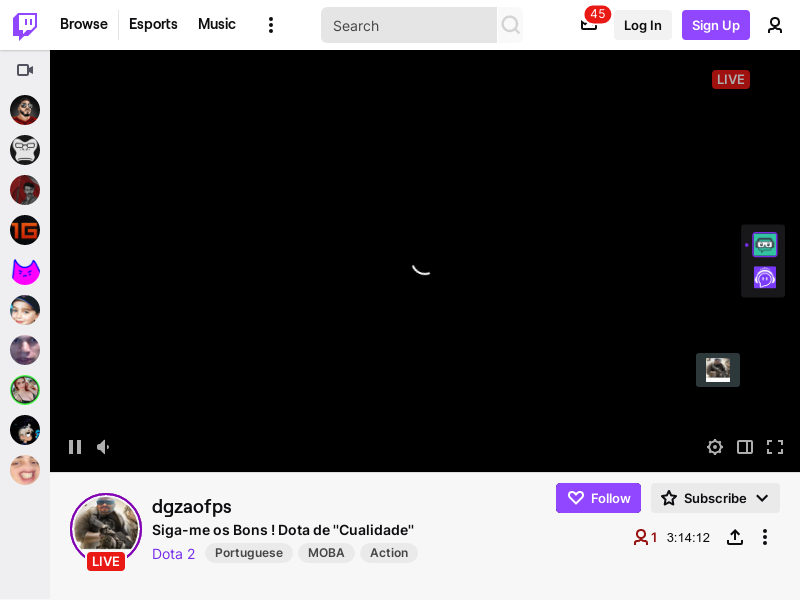 Browse
Esports
Music
Search
45
Log In
Sign Up
LIVE
1G
dgzaofps
Siga-me os Bons ! Dota de "Cualidade"
LIVE
Dota 2
Portuguese
MOBA
Action
Follow
Subscribe
1
3:14:12